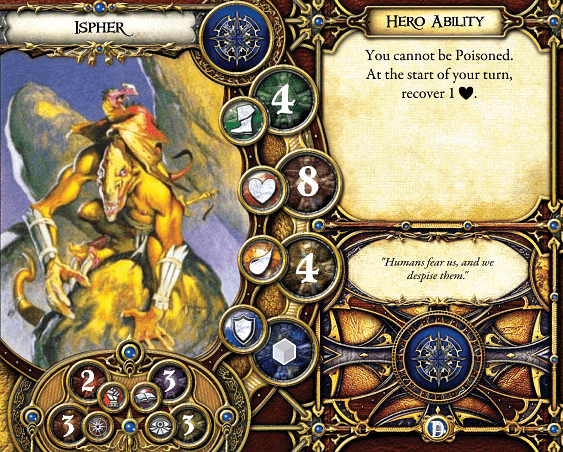 Ispher
Hero Ability
4
You cannot be Poisoned.
At the start of your turn,
recover 1
8
4
"Humans fear us, and we
despise them."
2
3
3
3
D